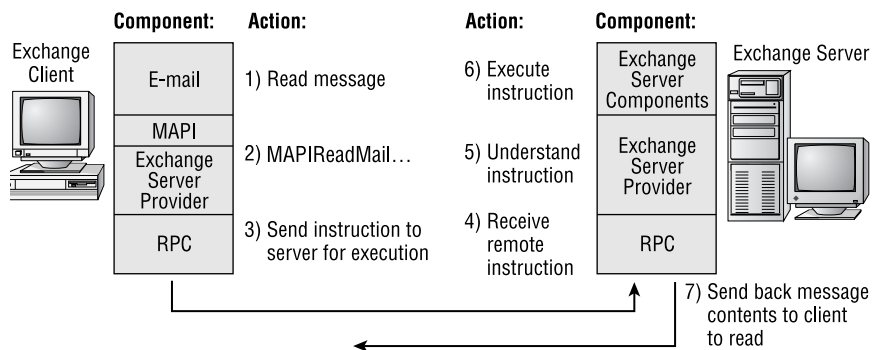 Component:
Action:
Action:
Component:
Exchange
Client
E-mail
MAPI
Exchange
Server
Provider
RPC
1) Read message
2) MAPIReadMail…
3) Send instruction to
server for execution
6) Execute
instruction
5) Understand
instruction
4) Receive
remote
instruction
Exchange
Server
Components
Exchange
Server
Provider
RPC
Exchange Server
7) Send back message
contents to client
to read